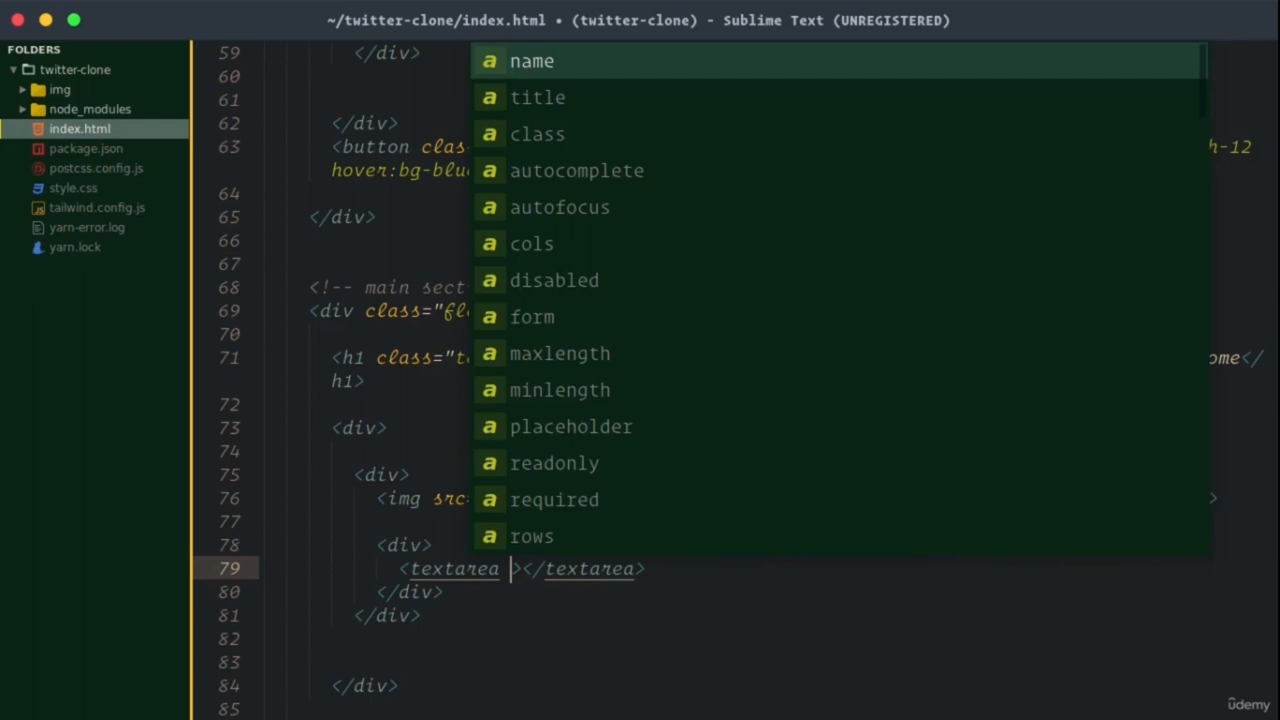 ~/twitter-clone/index.html • (twitter-clone) - Sublime Text (UNREGISTERED)
FOLDERS
twitter-clone
img
node_modules
index.html
package.json
postcss.config.js
style.css
tailwind.config.js
yarn-error.log
yarn.lock
59 </div>
60
61
62 </div>
63 <button clas h-12
hover:bg-blu
64
65 </div>
66
67
68 <!-- main sect
69 <div class="fl
70
71 <h1 class="t ome</
h1>
72
73 <div>
74
75 <div>
76 <img src >
77
78 <div>
79 <textarea ></textarea>
80 </div>
81 </div>
82
83
84 </div>
85
a name
a title
a class
a autocomplete
a autofocus
a cols
a disabled
a form
a maxlength
a minlength
a placeholder
a readonly
a required
a rows
ûdemy